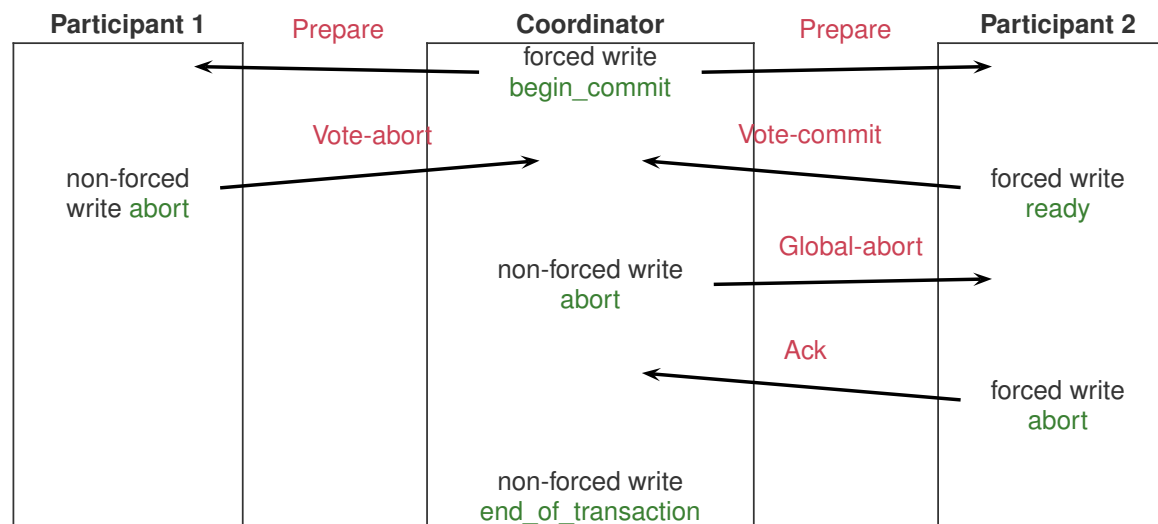 Participant 1
Prepare
Coordinator
Prepare
Participant 2
forced write
begin_commit
Vote-abort
Vote-commit
non-forced
write abort
forced write
ready
Global-abort
non-forced write
abort
Ack
forced write
abort
non-forced write
end_of_transaction